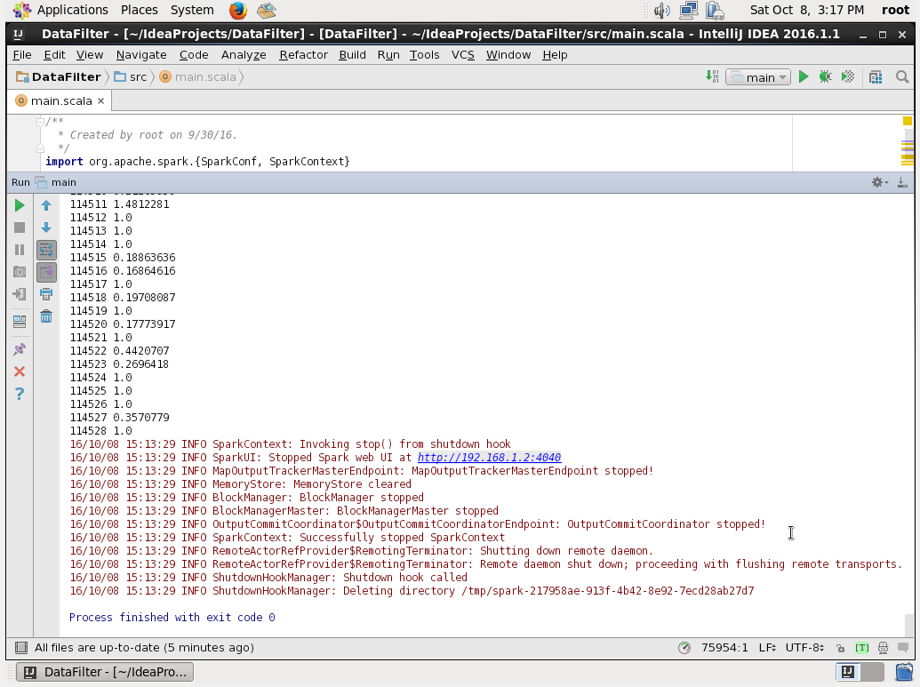 Applications Places System Sat Oct 8, 3:17 PM root
DataFilter - [~/IdeaProjects/DataFilter] - [DataFilter] - ~/IdeaProjects/DataFilter/src/main.scala - IntelliJ IDEA 2016.1.1
File Edit View Navigate Code Analyze Refactor Build Run Tools VCS Window Help
DataFilter src main.scala main
main.scala
/**
* Created by root on 9/30/16.
*/
import org.apache.spark.{SparkConf, SparkContext}
Run main
114511 1.4812281
114512 1.0
114513 1.0
114514 1.0
114515 0.18863636
114516 0.16864616
114517 1.0
114518 0.19708087
114519 1.0
114520 0.17773917
114521 1.0
114522 0.4420707
114523 0.2696418
114524 1.0
114525 1.0
114526 1.0
114527 0.3570779
114528 1.0
16/10/08 15:13:29 INFO SparkContext: Invoking stop() from shutdown hook
16/10/08 15:13:29 INFO SparkUI: Stopped Spark web UI at http://192.168.1.2:4040
16/10/08 15:13:29 INFO MapOutputTrackerMasterEndpoint: MapOutputTrackerMasterEndpoint stopped!
16/10/08 15:13:29 INFO MemoryStore: MemoryStore cleared
16/10/08 15:13:29 INFO BlockManager: BlockManager stopped
16/10/08 15:13:29 INFO BlockManagerMaster: BlockManagerMaster stopped
16/10/08 15:13:29 INFO OutputCommitCoordinator$OutputCommitCoordinatorEndpoint: OutputCommitCoordinator stopped!
16/10/08 15:13:29 INFO SparkContext: Successfully stopped SparkContext
16/10/08 15:13:29 INFO RemoteActorRefProvider$RemotingTerminator: Shutting down remote daemon.
16/10/08 15:13:29 INFO RemoteActorRefProvider$RemotingTerminator: Remote daemon shut down; proceeding with flushing remote transports.
16/10/08 15:13:29 INFO ShutdownHookManager: Shutdown hook called
16/10/08 15:13:29 INFO ShutdownHookManager: Deleting directory /tmp/spark-217958ae-913f-4b42-8e92-7ecd28ab27d7
Process finished with exit code 0
All files are up-to-date (5 minutes ago) 75954:1 LF UTF-8 [T]
DataFilter - [~/IdeaPro...